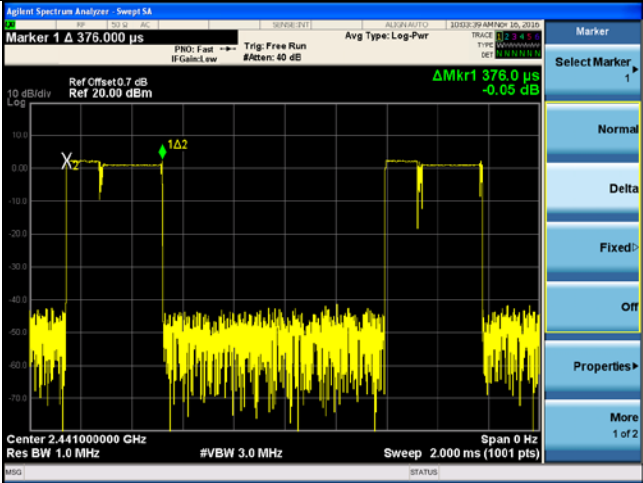 Agilent Spectrum Analyzer - Swept SA
RF 50 Ω AC SENSE:INT ALIGN AUTO 10:03:39 AM Nov 16, 2016
Marker 1 Δ 376.000 µs
PNO: Fast
IFGain:Low
Trig: Free Run
#Atten: 40 dB
Avg Type: Log-Pwr
TRACE 1 2 3 4 5 6
TYPE
DET N N N N N N
Marker
Select Marker
1
Normal
Delta
Fixed
Off
Properties
More
1 of 2
ΔMkr1 376.0 µs
-0.05 dB
Ref Offset 0.7 dB
10 dB/div Ref 20.00 dBm
Log
10.0
0.00
-10.0
-20.0
-30.0
-40.0
-50.0
-60.0
-70.0
X2
1Δ2
Center 2.441000000 GHz Span 0 Hz
Res BW 1.0 MHz #VBW 3.0 MHz Sweep 2.000 ms (1001 pts)
MSG STATUS